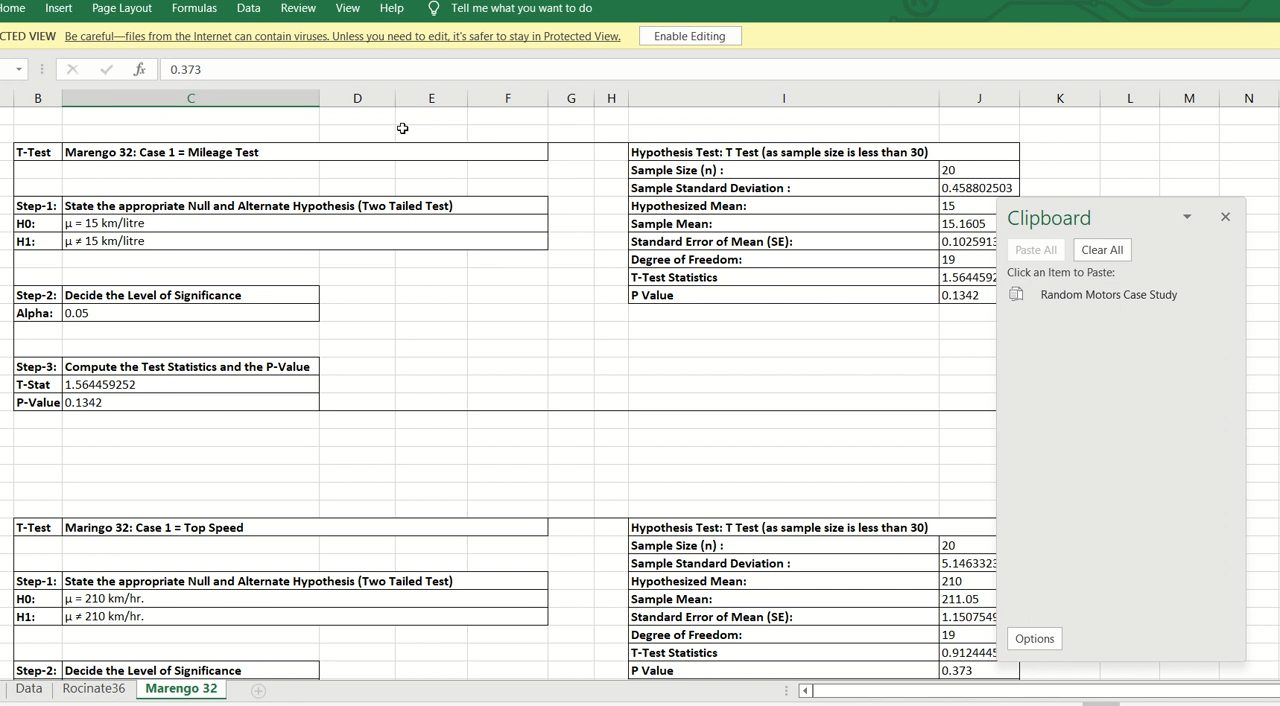 ome Insert Page Layout Formulas Data Review View Help Tell me what you want to do
CTED VIEW Be careful—files from the Internet can contain viruses. Unless you need to edit, it's safer to stay in Protected View. Enable Editing
fx 0.373
B C D E F G H I J K L M N
T-Test Marengo 32: Case 1 = Mileage Test Hypothesis Test: T Test (as sample size is less than 30)
Sample Size (n) : 20
Sample Standard Deviation : 0.458802503
Step-1: State the appropriate Null and Alternate Hypothesis (Two Tailed Test) Hypothesized Mean: 15
H0: µ = 15 km/litre Sample Mean: 15.1605
H1: µ ≠ 15 km/litre Standard Error of Mean (SE): 0.1025913
Degree of Freedom: 19
T-Test Statistics 1.5644592
Step-2: Decide the Level of Significance P Value 0.1342
Alpha: 0.05
Step-3: Compute the Test Statistics and the P-Value
T-Stat 1.564459252
P-Value 0.1342
Clipboard
Paste All Clear All
Click an Item to Paste:
Random Motors Case Study
Options
T-Test Maringo 32: Case 1 = Top Speed Hypothesis Test: T Test (as sample size is less than 30)
Sample Size (n) : 20
Sample Standard Deviation : 5.1463323
Step-1: State the appropriate Null and Alternate Hypothesis (Two Tailed Test) Hypothesized Mean: 210
H0: µ = 210 km/hr. Sample Mean: 211.05
H1: µ ≠ 210 km/hr. Standard Error of Mean (SE): 1.1507549
Degree of Freedom: 19
T-Test Statistics 0.9124445
Step-2: Decide the Level of Significance P Value 0.373
Data Rocinate36 Marengo 32